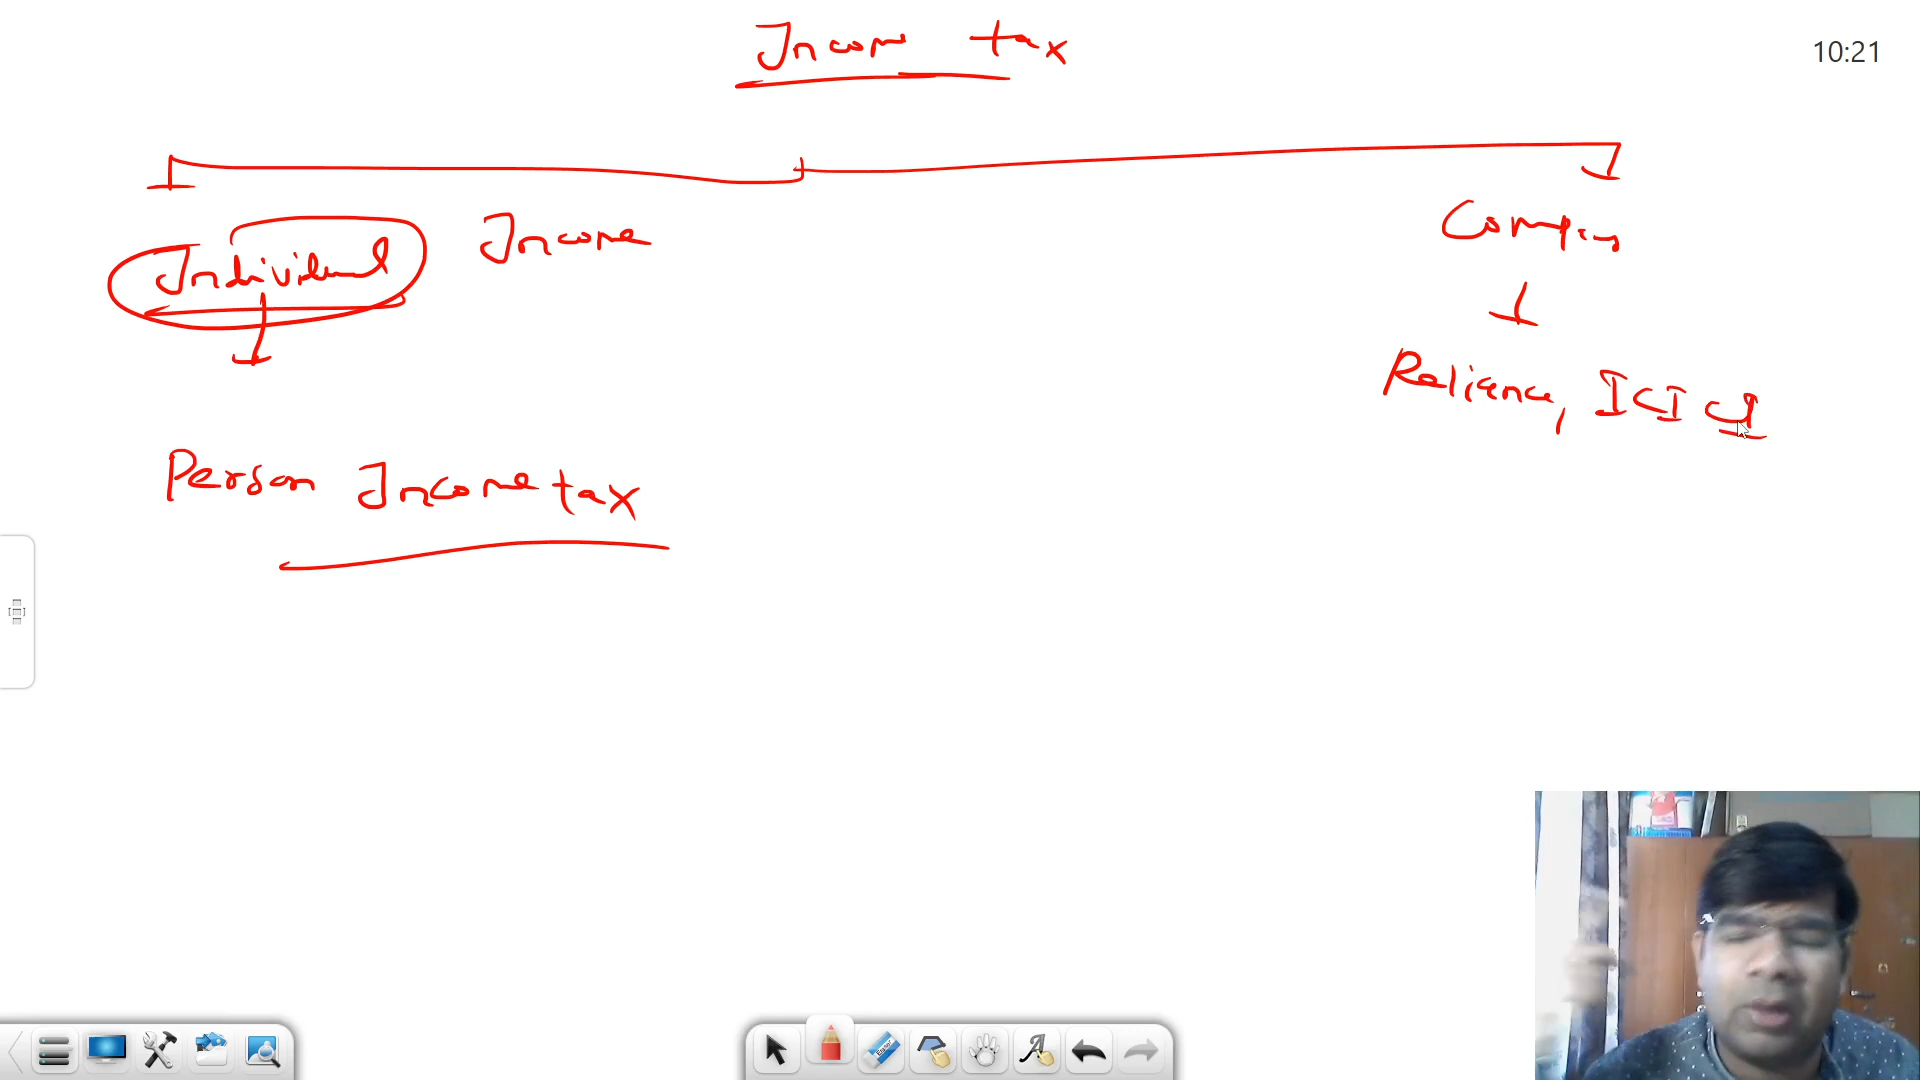 Income tax
10:21
Individual Income
Company
Reliance, ICICI
Person Income tax